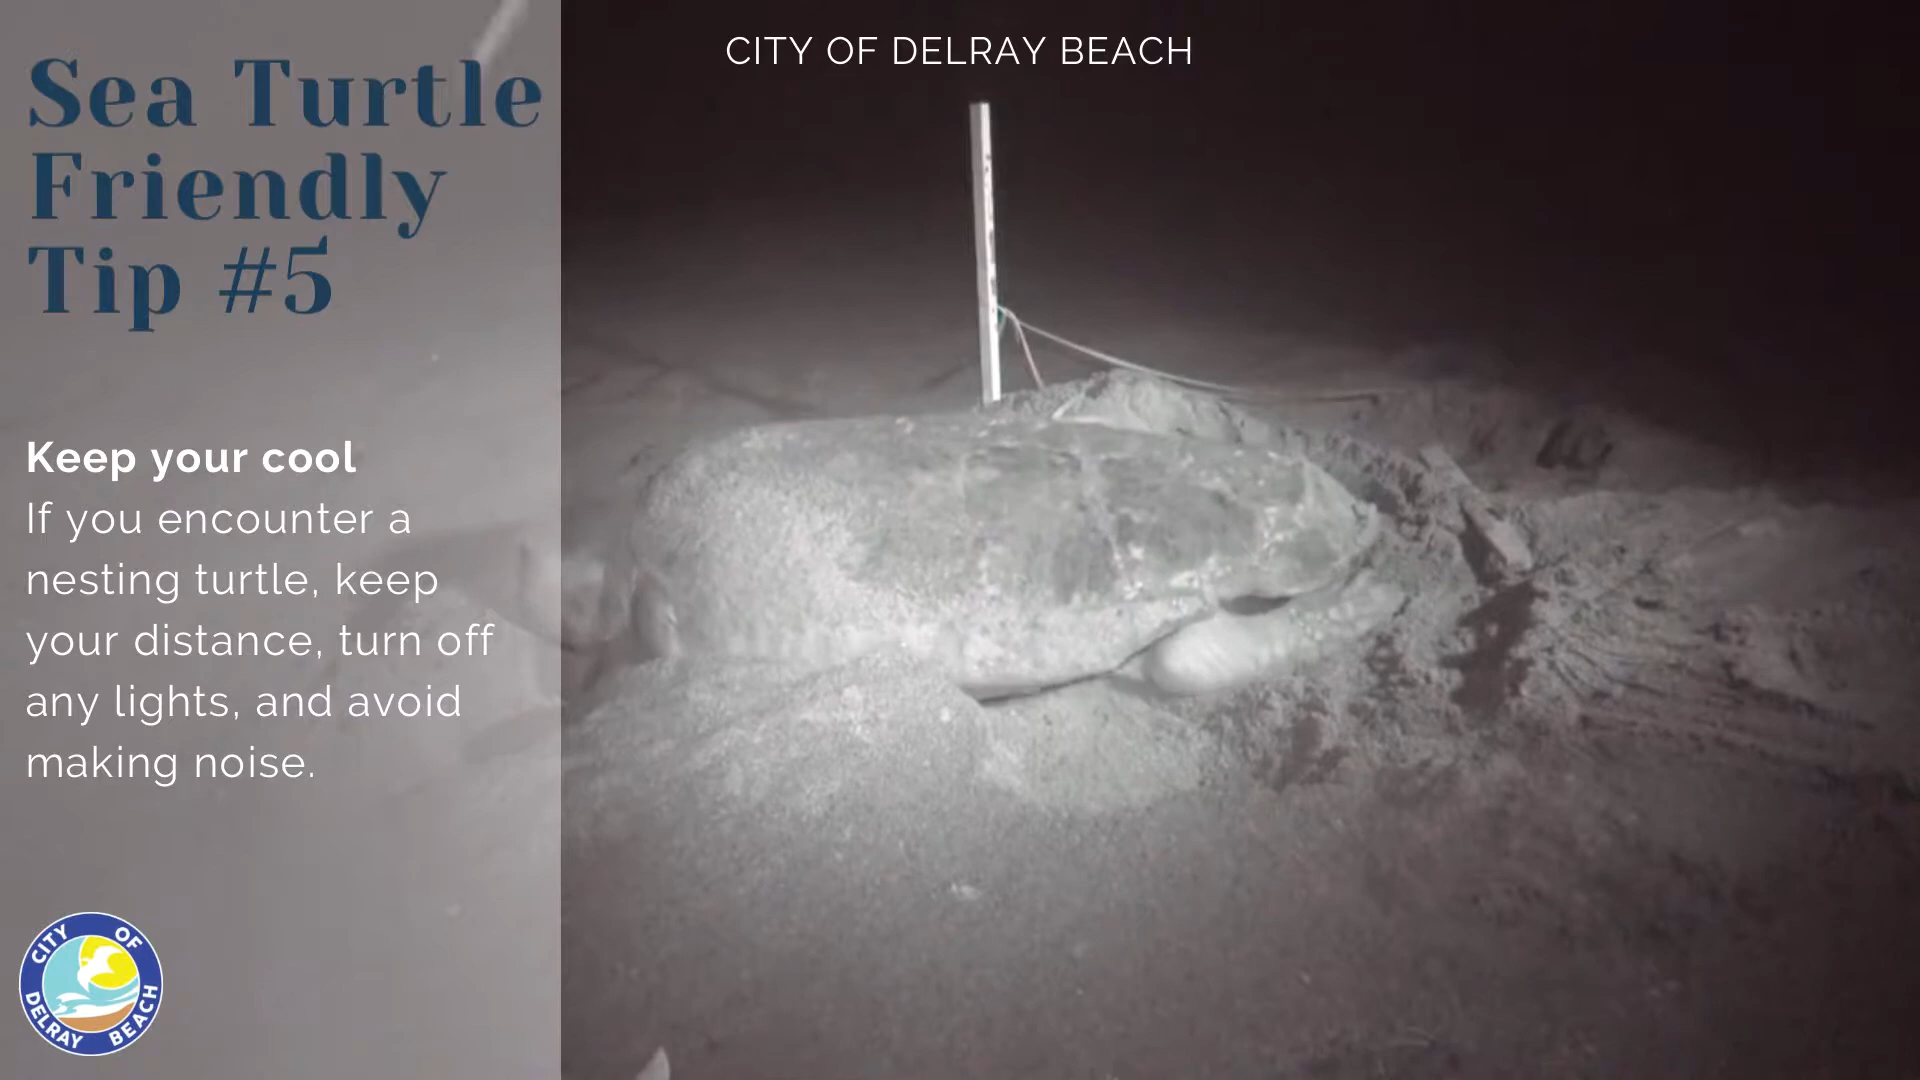 CITY OF DELRAY BEACH
Sea Turtle
Friendly
Tip #5
Keep your cool
If you encounter a
nesting turtle, keep
your distance, turn off
any lights, and avoid
making noise.
CITY OF
DELRAY BEACH